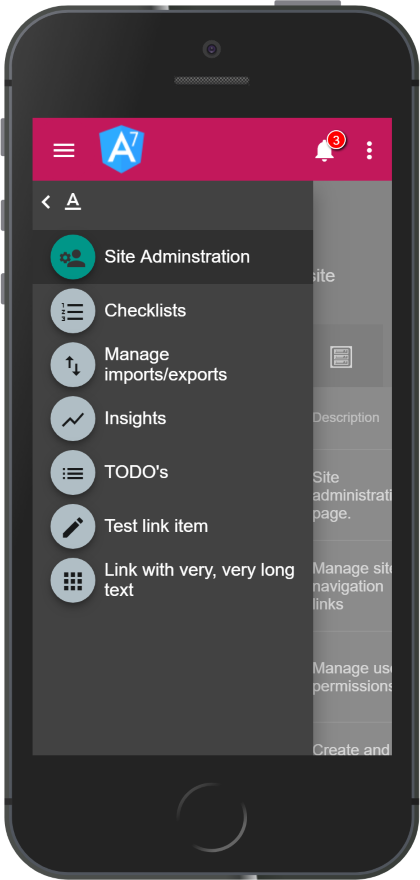 A7
3
A
Site Adminstration
Checklists
Manage
imports/exports
Insights
TODO's
Test link item
Link with very, very long
text
site
Description
Site
administrati
page.
Manage site
navigation
links
Manage use
permissions
Create and